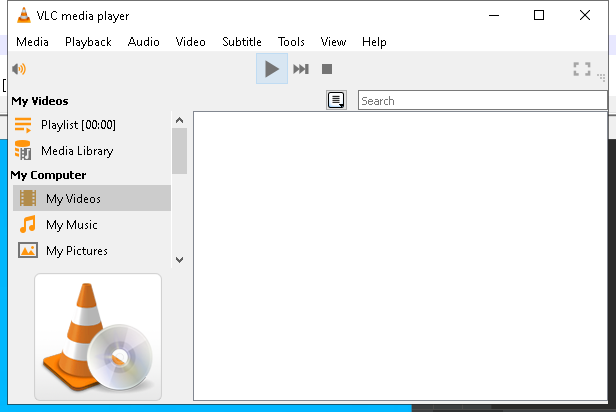 VLC media player
Media Playback Audio Video Subtitle Tools View Help
My Videos
Search
Playlist [00:00]
Media Library
My Computer
My Videos
My Music
My Pictures